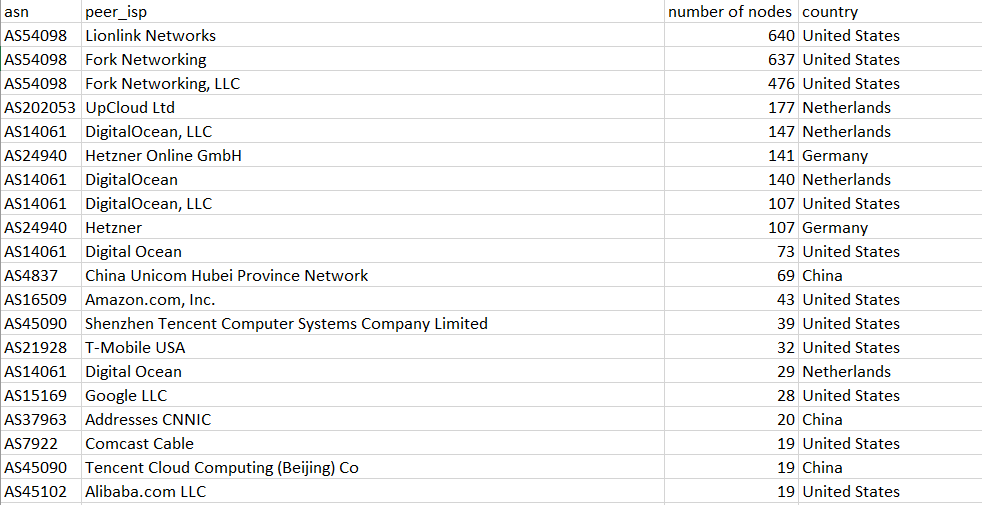 asn peer_isp number of nodes country
AS54098 Lionlink Networks 640 United States
AS54098 Fork Networking 637 United States
AS54098 Fork Networking, LLC 476 United States
AS202053 UpCloud Ltd 177 Netherlands
AS14061 DigitalOcean, LLC 147 Netherlands
AS24940 Hetzner Online GmbH 141 Germany
AS14061 DigitalOcean 140 Netherlands
AS14061 DigitalOcean, LLC 107 United States
AS24940 Hetzner 107 Germany
AS14061 Digital Ocean 73 United States
AS4837 China Unicom Hubei Province Network 69 China
AS16509 Amazon.com, Inc. 43 United States
AS45090 Shenzhen Tencent Computer Systems Company Limited 39 United States
AS21928 T-Mobile USA 32 United States
AS14061 Digital Ocean 29 Netherlands
AS15169 Google LLC 28 United States
AS37963 Addresses CNNIC 20 China
AS7922 Comcast Cable 19 United States
AS45090 Tencent Cloud Computing (Beijing) Co 19 China
AS45102 Alibaba.com LLC 19 United States